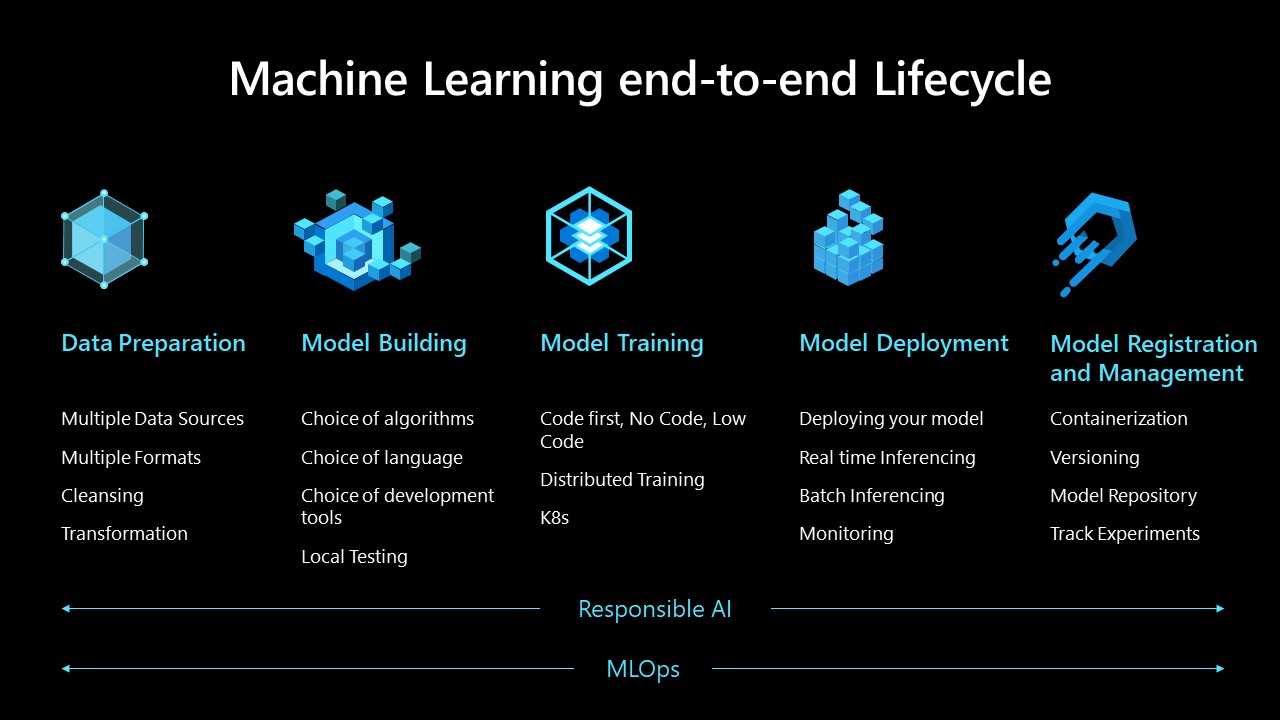 Machine Learning end-to-end Lifecycle
Data Preparation
Multiple Data Sources
Multiple Formats
Cleansing
Transformation
Model Building
Choice of algorithms
Choice of language
Choice of development
tools
Local Testing
Model Training
Code first, No Code, Low
Code
Distributed Training
K8s
Model Deployment
Deploying your model
Real time Inferencing
Batch Inferencing
Monitoring
Model Registration
and Management
Containerization
Versioning
Model Repository
Track Experiments
Responsible AI
MLOps